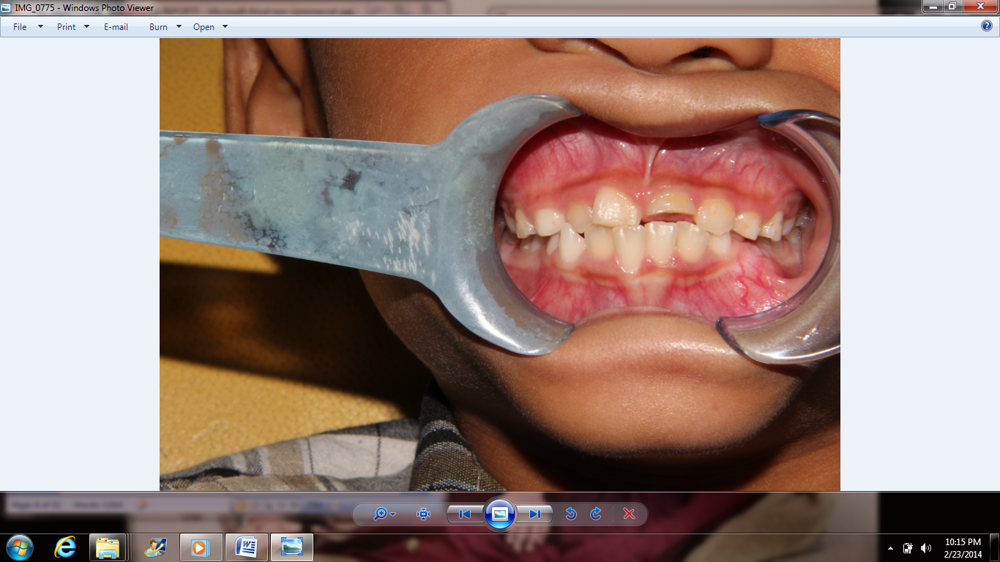 IMG_0775 - Windows Photo Viewer
File Print E-mail Burn Open
10:15 PM
2/23/2014